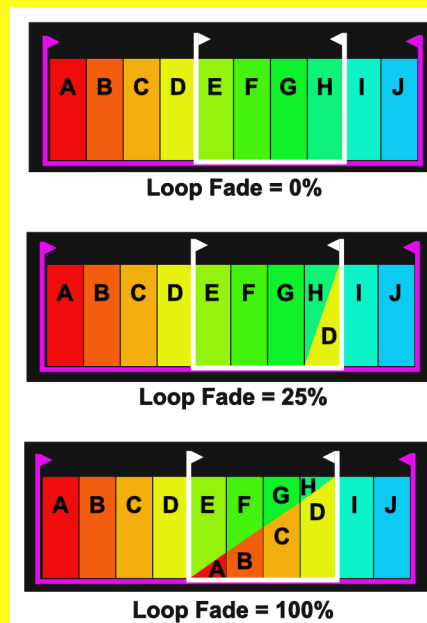 A B C D E F G H I J
Loop Fade = 0%
A B C D E F G H I J
D
Loop Fade = 25%
A B C D E F G H I J
A B C D
Loop Fade = 100%